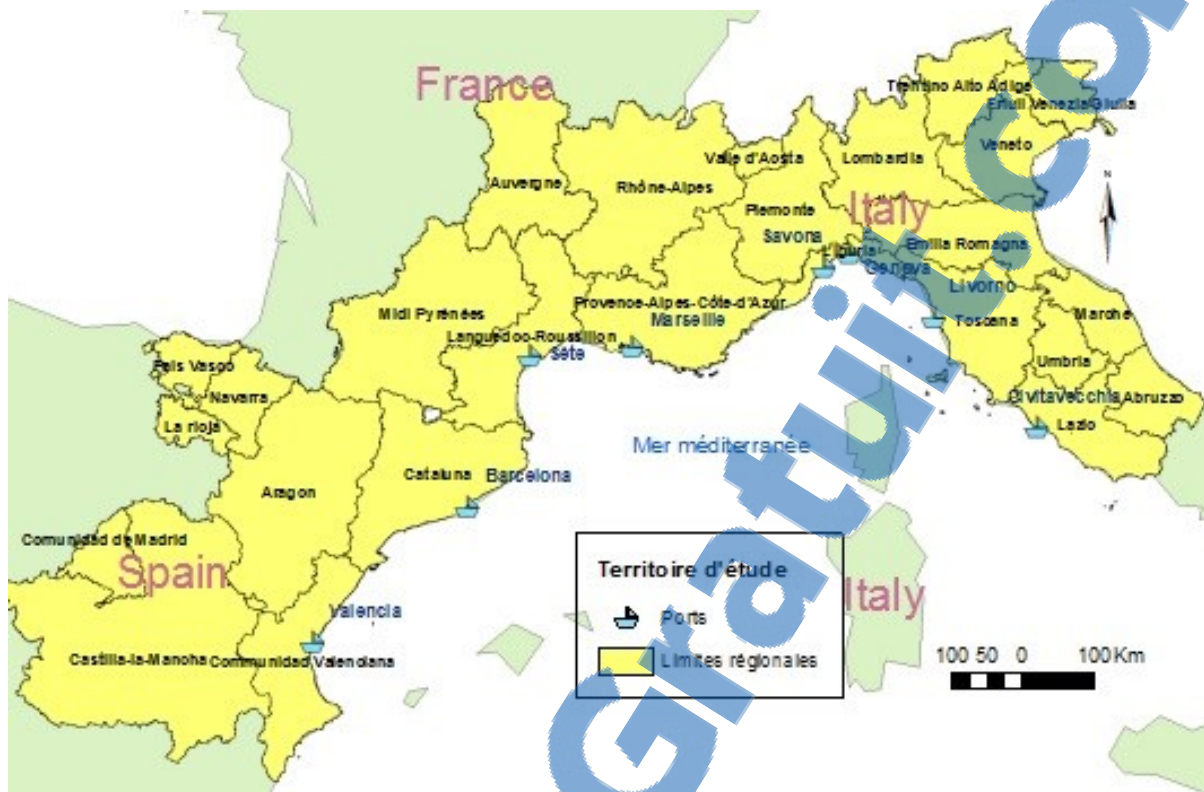 France
Trentino Alto Adige
Friuli Venezia Giulia
Veneto
Valle d'Aosta
Lombardia
Auvergne
Rhône-Alpes
Piemonte
Italy
Savona
Liguria
Emilia Romagna
Genova
Livorno
N
Provence-Alpes-Côte-d'Azur
Marseille
Midi Pyrénées
Languedoc-Roussillon
Sète
Toscana
Marche
Umbria
Civitavecchia
Abruzzo
Lazio
Pais Vasco
Navarra
La rioja
Mer méditerranée
Cataluna
Barcelona
Aragon
Comunidad de Madrid
Spain
Valencia
Castilla-la-Mancha
Communidad Valenciana
Territoire d'étude
Ports
Limites régionales
Italy
100 50 0 100 Km
Gratuit.co